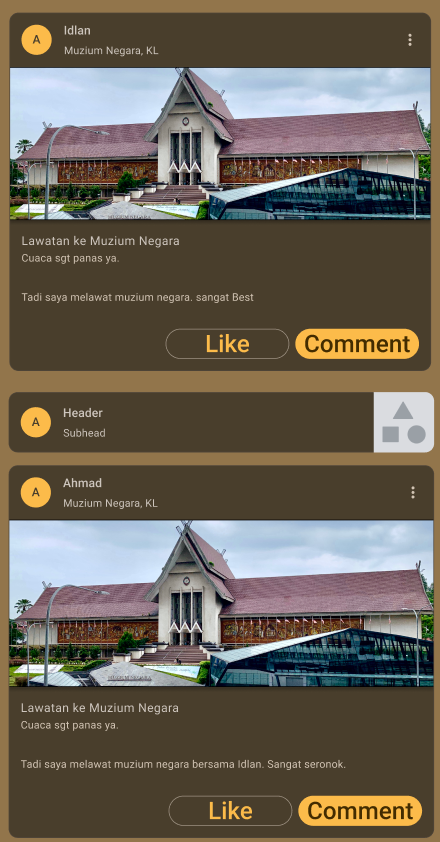 A
Idlan
Muzium Negara, KL
Lawatan ke Muzium Negara
Cuaca sgt panas ya.
Tadi saya melawat muzium negara. sangat Best
Like
Comment
A
Header
Subhead
A
Ahmad
Muzium Negara, KL
Lawatan ke Muzium Negara
Cuaca sgt panas ya.
Tadi saya melawat muzium negara bersama Idlan. Sangat seronok.
Like
Comment